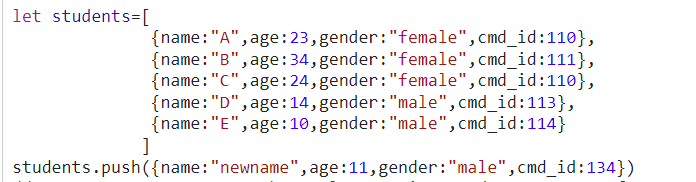 let students=[
{name:"A",age:23,gender:"female",cmd_id:110},
{name:"B",age:34,gender:"female",cmd_id:111},
{name:"C",age:24,gender:"female",cmd_id:110},
{name:"D",age:14,gender:"male",cmd_id:113},
{name:"E",age:10,gender:"male",cmd_id:114}
]
students.push({name:"newname",age:11,gender:"male",cmd_id:134})